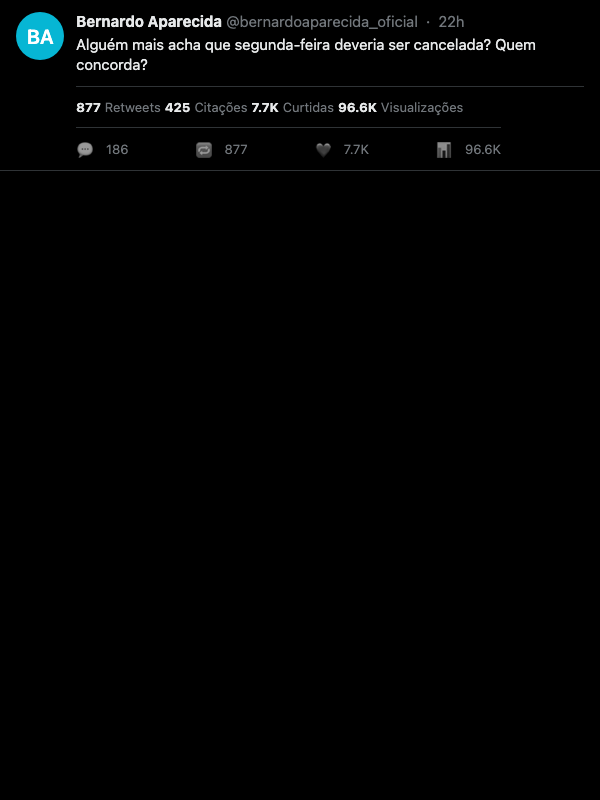 BA
Bernardo Aparecida @bernardoaparecida_oficial · 22h
Alguém mais acha que segunda-feira deveria ser cancelada? Quem
concorda?
877 Retweets 425 Citações 7.7K Curtidas 96.6K Visualizações
186 877 7.7K 96.6K